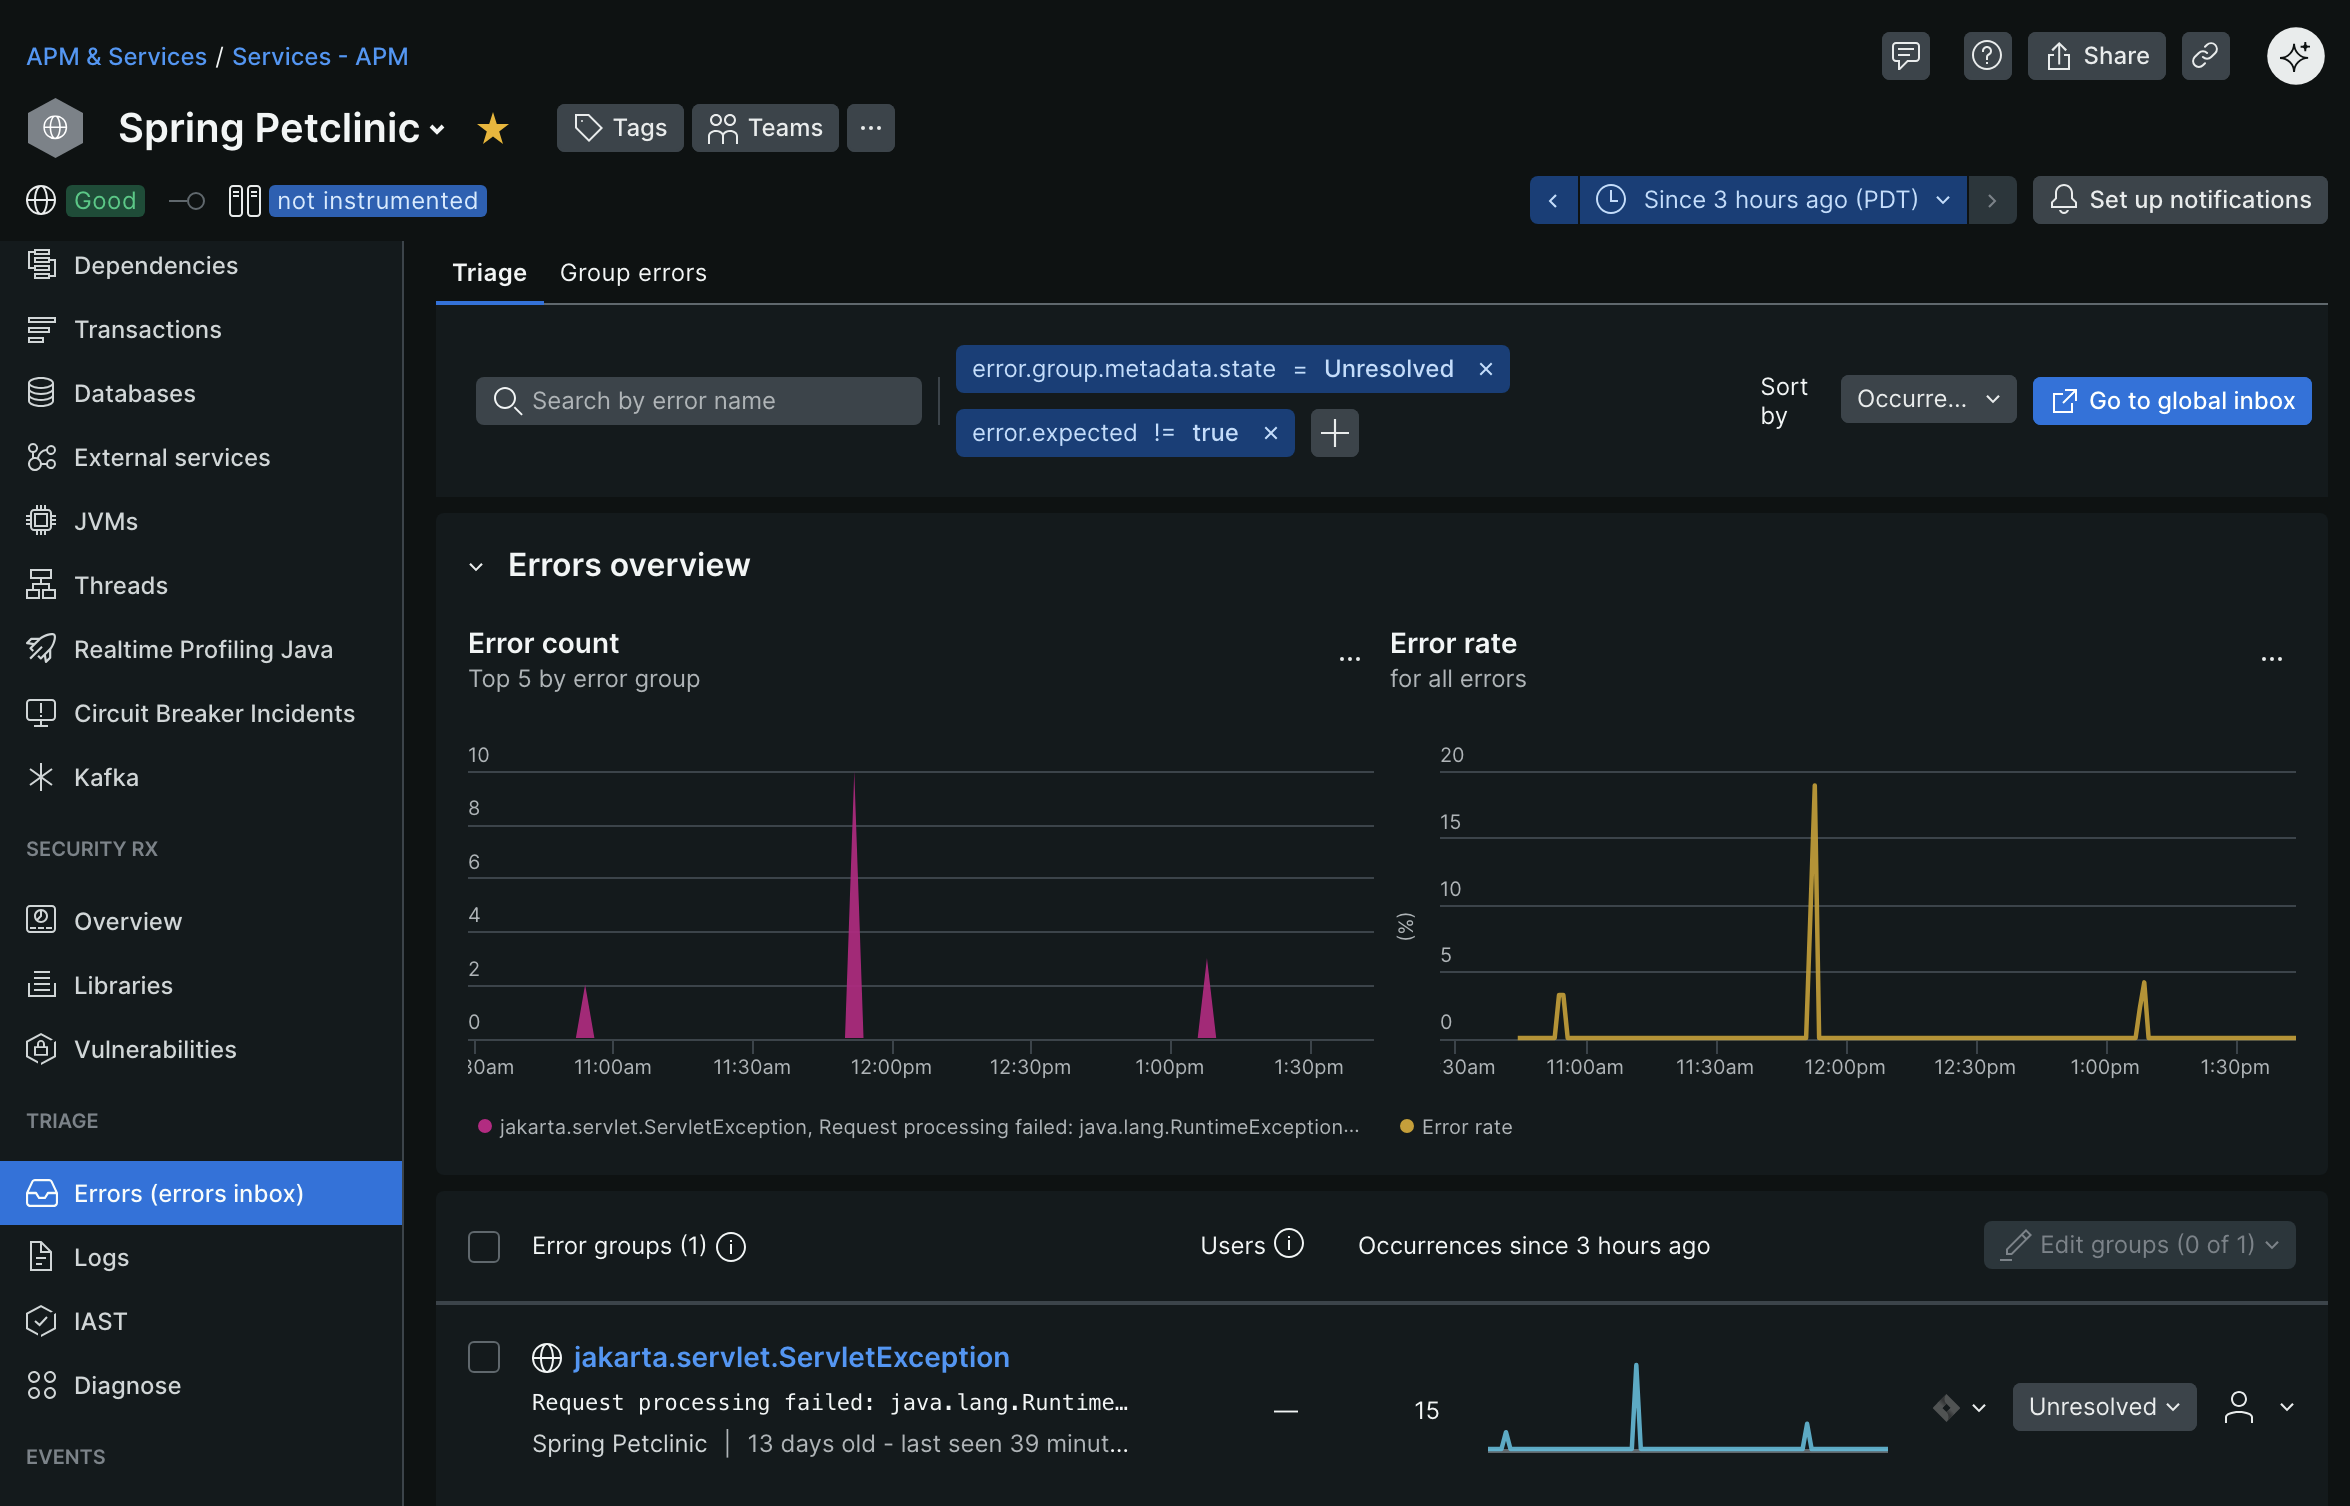 APM & Services / Services - APM
Share
Spring Petclinic
Tags
Teams
Good
not instrumented
Since 3 hours ago (PDT)
Set up notifications
Dependencies
Transactions
Databases
External services
JVMs
Threads
Realtime Profiling Java
Circuit Breaker Incidents
Kafka
SECURITY RX
Overview
Libraries
Vulnerabilities
TRIAGE
Errors (errors inbox)
Logs
IAST
Diagnose
EVENTS
Triage
Group errors
Search by error name
error.group.metadata.state = Unresolved ×
error.expected != true ×
Sort
by
Occurre...
Go to global inbox
Errors overview
Error count
Top 5 by error group
10
8
6
4
2
0
30am 11:00am 11:30am 12:00pm 12:30pm 1:00pm 1:30pm
jakarta.servlet.ServletException, Request processing failed: java.lang.RuntimeException...
Error rate
for all errors
(%)
20
15
10
5
0
30am 11:00am 11:30am 12:00pm 12:30pm 1:00pm 1:30pm
Error rate
Error groups (1)
Users
Occurrences since 3 hours ago
Edit groups (0 of 1)
jakarta.servlet.ServletException
Request processing failed: java.lang.Runtime…
Spring Petclinic | 13 days old - last seen 39 minut...
—
15
Unresolved